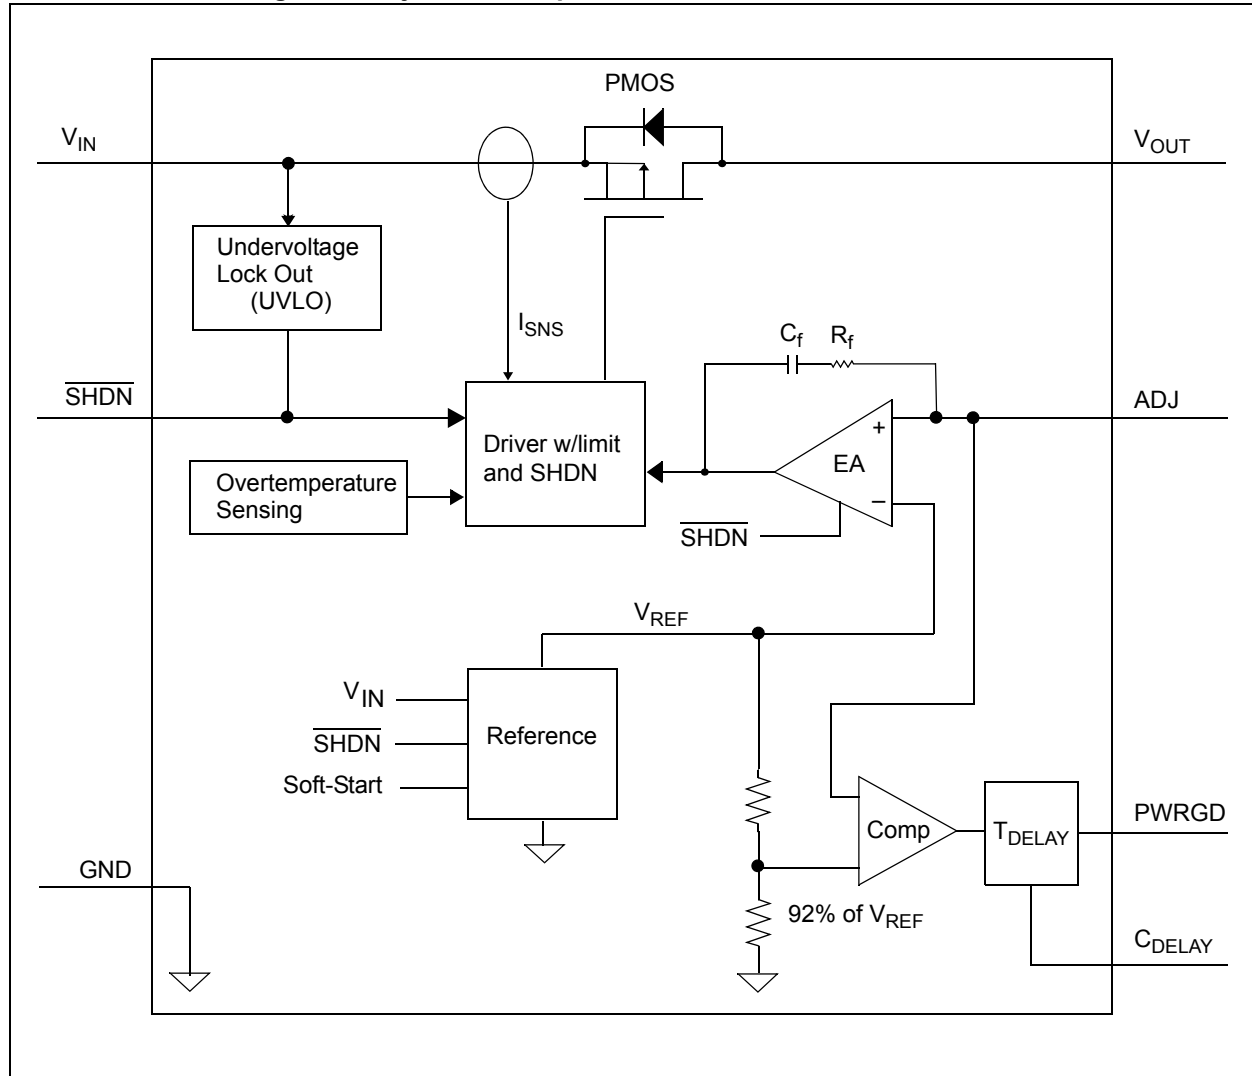 PMOS
V_IN
V_OUT
Undervoltage
Lock Out
(UVLO)
I_SNS
C_f
R_f
SHDN
ADJ
Driver w/limit
and SHDN
+
EA
−
Overtemperature
Sensing
SHDN
V_REF
V_IN
SHDN
Soft-Start
Reference
Comp
T_DELAY
PWRGD
GND
92% of V_REF
C_DELAY